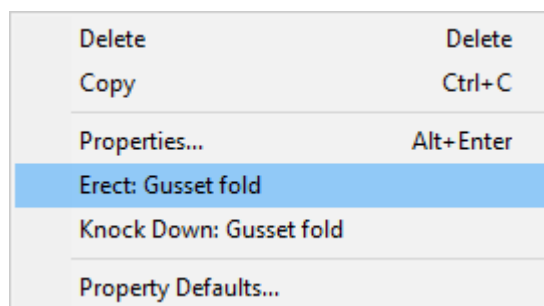 Delete Delete
Copy Ctrl+C
Properties... Alt+Enter
Erect: Gusset fold
Knock Down: Gusset fold
Property Defaults...